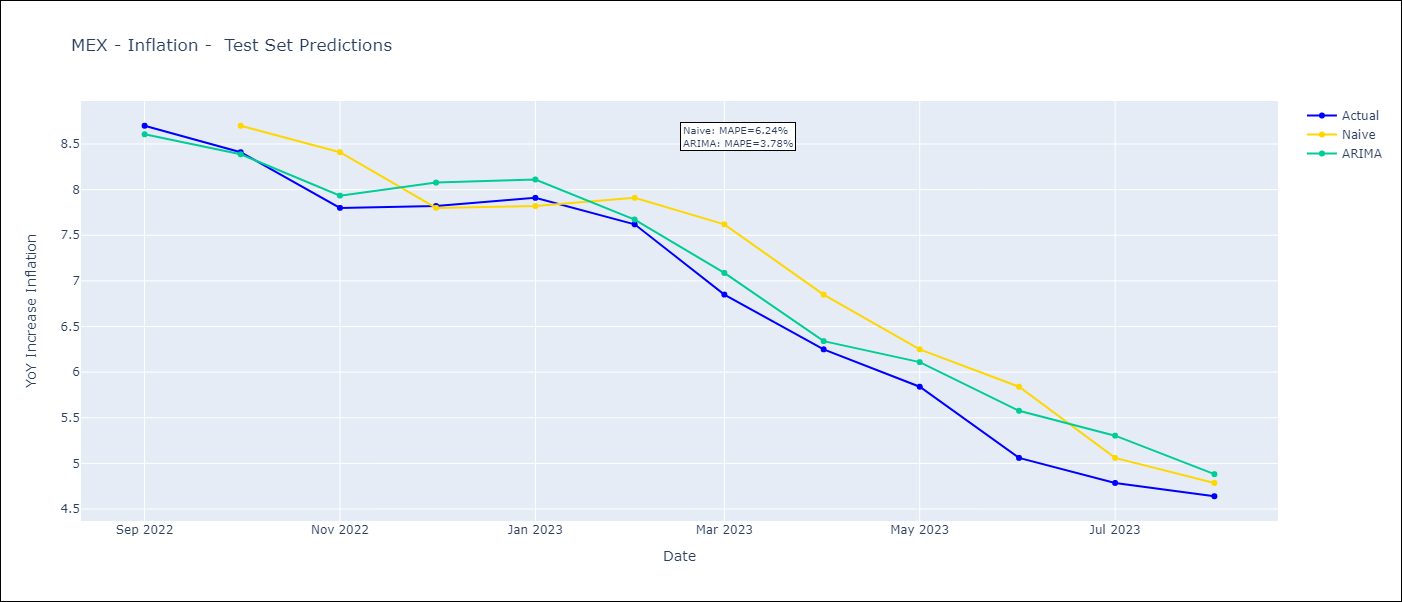 MEX - Inflation -  Test Set Predictions
Actual
Naive
ARIMA
Naive: MAPE=6.24%
ARIMA: MAPE=3.78%
YoY Increase Inflation
8.5
8
7.5
7
6.5
6
5.5
5
4.5
Sep 2022
Nov 2022
Jan 2023
Mar 2023
May 2023
Jul 2023
Date